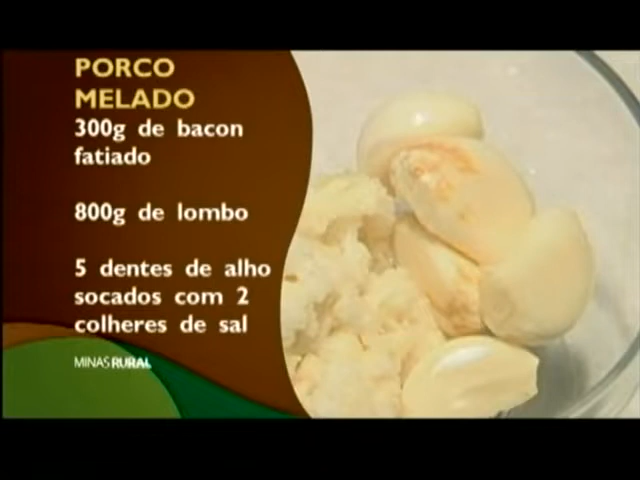 PORCO
MELADO
300g de bacon
fatiado
800g de lombo
5 dentes de alho
socados com 2
colheres de sal
MINAS RURAL